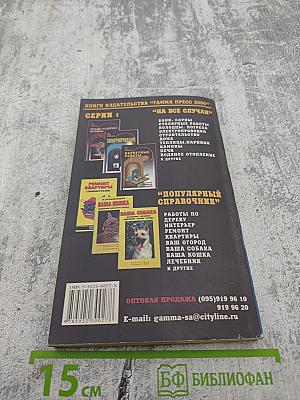 КНИГИ ИЗДАТЕЛЬСТВА "ГАММА ПРЕСС 2000"
СЕРИИ: "НА ВСЕ СЛУЧАИ"
БАНИ, САУНЫ
СТОЛЯРНЫЕ РАБОТЫ
КОЛОДЦЫ, ПОГРЕБА
ЭЛЕКТРОПРОВОДКА
СТРОИТЕЛЬСТВО
ДОМА
ТЕПЛИЦЫ, ПАРНИКИ
КАМИНЫ
ПЕЧИ
ВОДЯНОЕ ОТОПЛЕНИЕ
И ДРУГИЕ
РЕМОНТ
КВАРТИРЫ
ВАША КОШКА
ВАША СОБАКА
"ПОПУЛЯРНЫЙ
СПРАВОЧНИК"
РАБОТЫ ПО
ДЕРЕВУ
ИНТЕРЬЕР
РЕМОНТ
КВАРТИРЫ
ВАШ ОГОРОД
ВАША СОБАКА
ВАША КОШКА
ЛЕЧЕБНИК
И ДРУГИЕ
ОПТОВАЯ ПРОДАЖА (095)919 96 10
919 96 20
E-mail: gamma-sa@cityline.ru
15 СМ
БФ БИБЛИОФАН